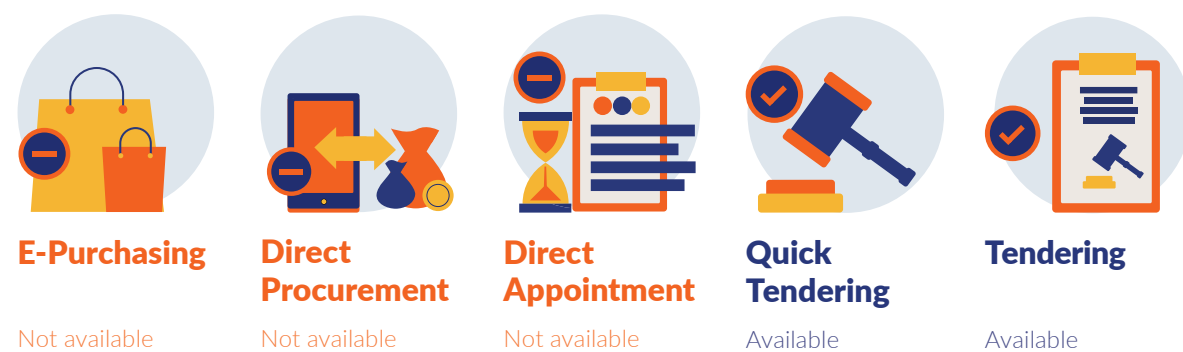 E-Purchasing
Direct
Procurement
Direct
Appointment
Quick
Tendering
Tendering
Not available
Not available
Not available
Available
Available